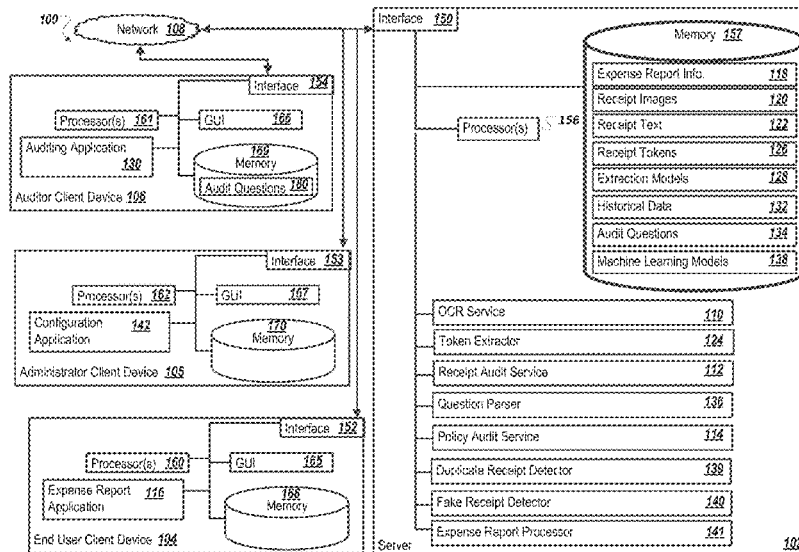 100
Network 108
Interface 154
Processor(s) 161
GUI 166
Auditing Application 130
169 Memory
Audit Questions 180
Auditor Client Device 106
Interface 153
Processor(s) 162
GUI 167
Configuration Application 142
170 Memory
Administrator Client Device 105
Interface 152
Processor(s) 160
GUI 165
Expense Report Application 116
168 Memory
End User Client Device 104
Interface 150
Processor(s) 156
Memory 157
Expense Report Info. 118
Receipt Images 120
Receipt Text 122
Receipt Tokens 126
Extraction Models 128
Historical Data 132
Audit Questions 134
Machine Learning Models 138
OCR Service 110
Token Extractor 124
Receipt Audit Service 112
Question Parser 136
Policy Audit Service 114
Duplicate Receipt Detector 139
Fake Receipt Detector 140
Expense Report Processor 141
Server 102